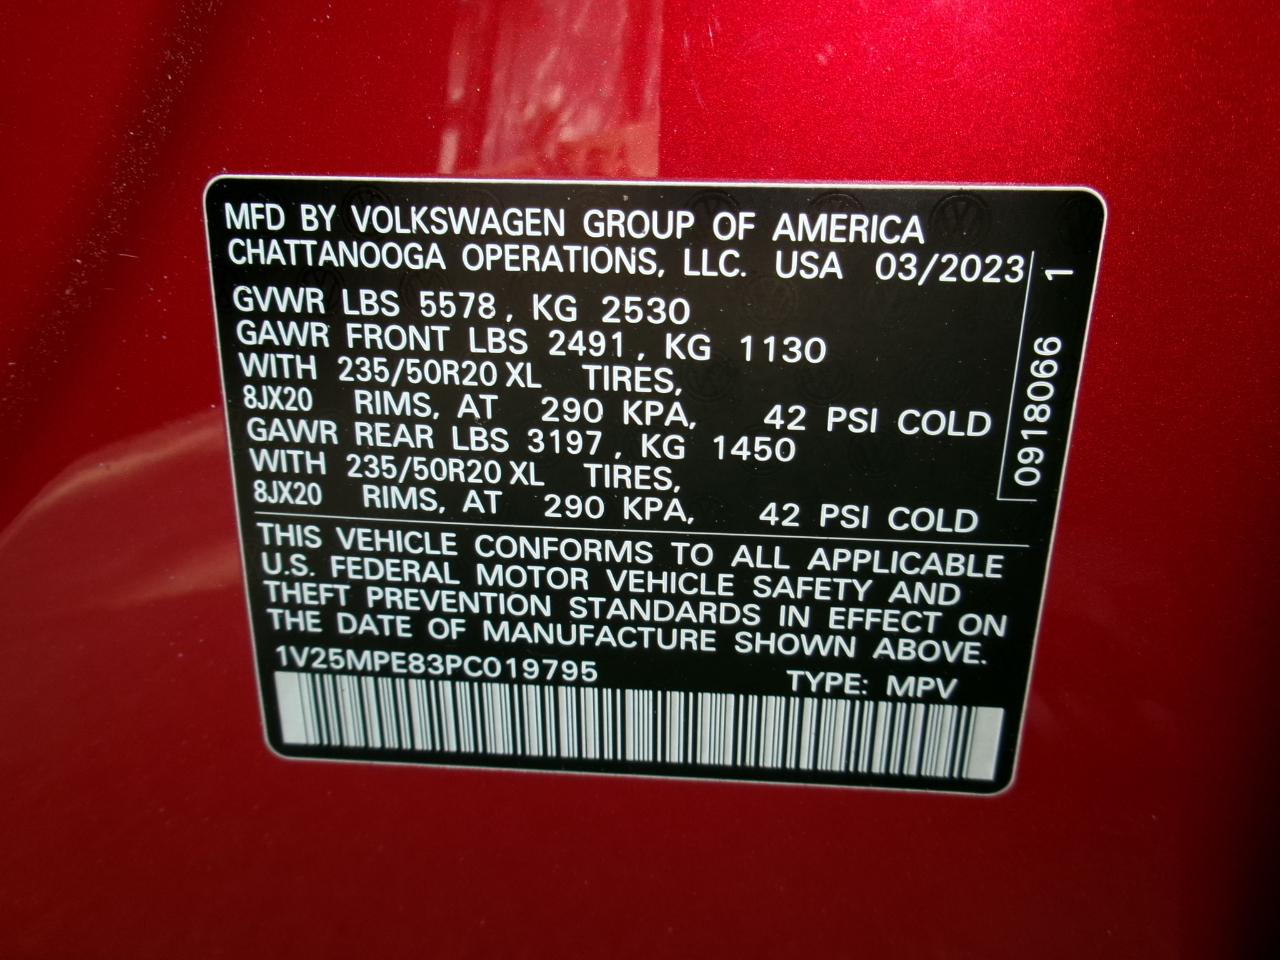 MFD BY VOLKSWAGEN GROUP OF AMERICA
CHATTANOOGA OPERATIONS, LLC. USA 03/2023
GVWR LBS 5578, KG 2530
GAWR FRONT LBS 2491, KG 1130
WITH 235/50R20 XL TIRES,
8JX20 RIMS, AT 290 KPA, 42 PSI COLD
GAWR REAR LBS 3197, KG 1450
WITH 235/50R20 XL TIRES,
8JX20 RIMS, AT 290 KPA, 42 PSI COLD
0918066 1
THIS VEHICLE CONFORMS TO ALL APPLICABLE
U.S. FEDERAL MOTOR VEHICLE SAFETY AND
THEFT PREVENTION STANDARDS IN EFFECT ON
THE DATE OF MANUFACTURE SHOWN ABOVE.
1V25MPE83PC019795 TYPE: MPV